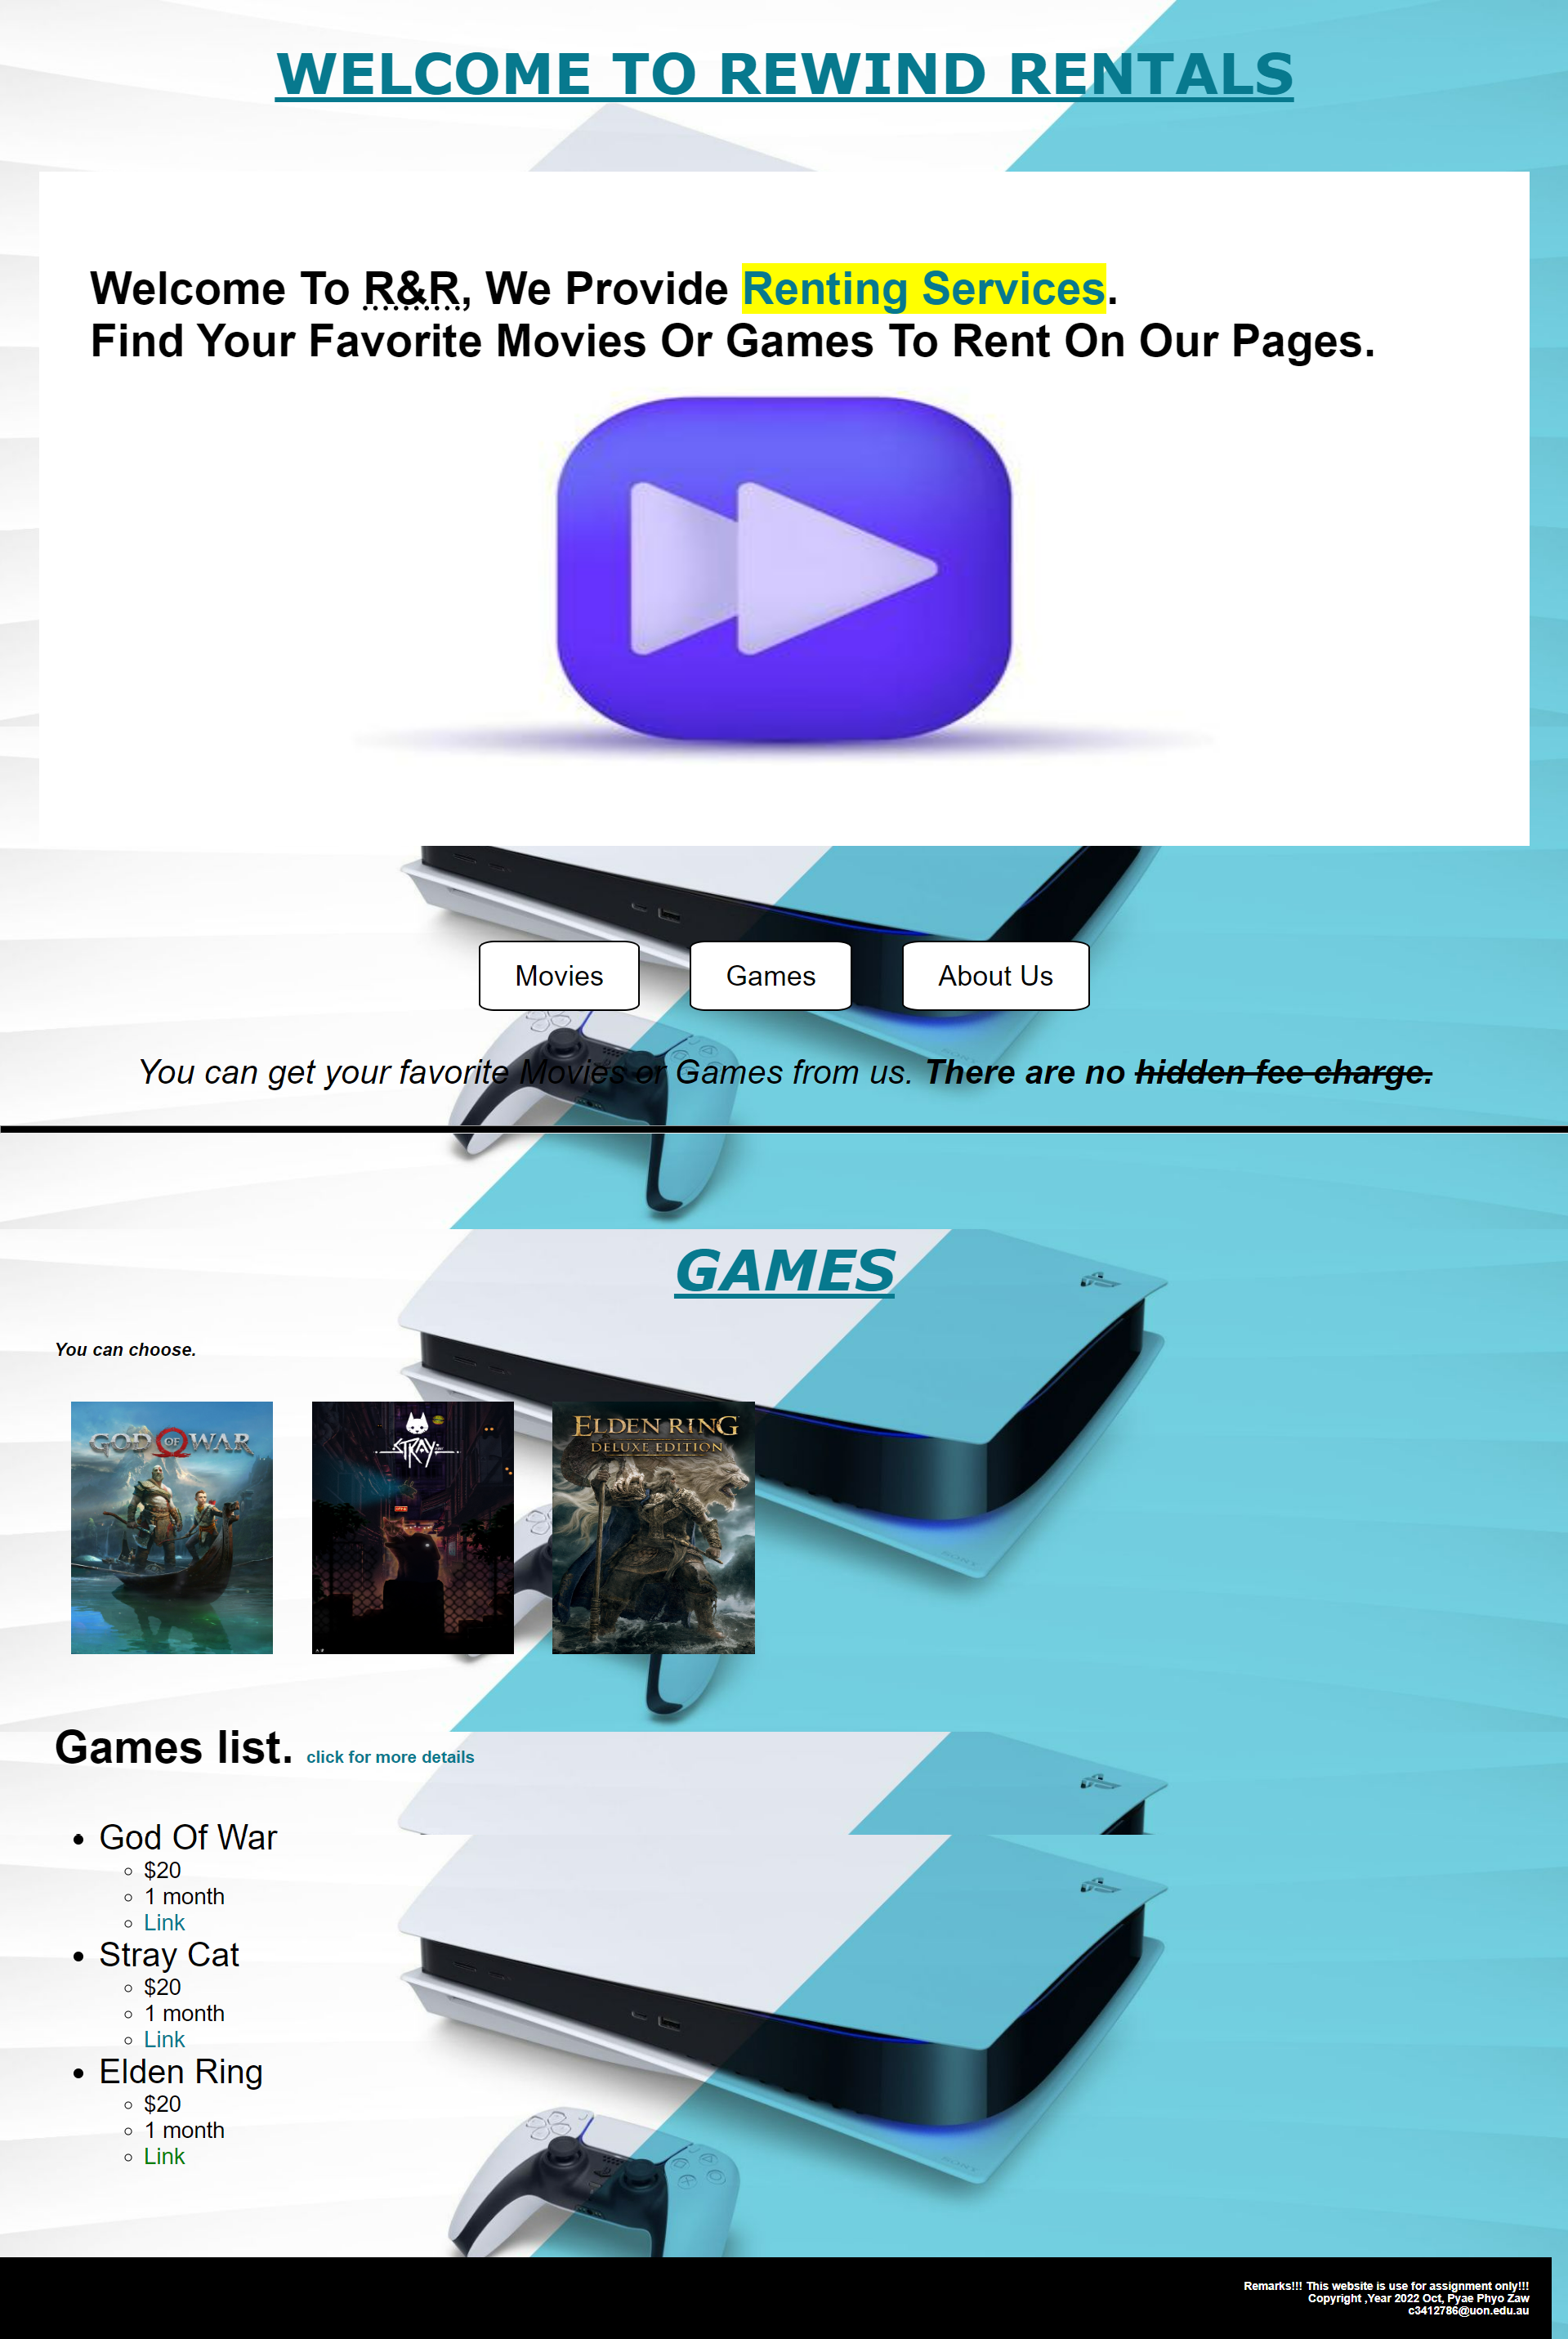 WELCOME TO REWIND RENTALS
Welcome To R&R, We Provide Renting Services.
Find Your Favorite Movies Or Games To Rent On Our Pages.
Movies
Games
About Us
You can get your favorite Movies or Games from us. There are no hidden fee charge.
GAMES
You can choose.
GOD OF WAR
STRAY
ELDEN RING
DELUXE EDITION
SONY
Games list. click for more details
God Of War
$20
1 month
Link
Stray Cat
$20
1 month
Link
Elden Ring
$20
1 month
Link
SONY
Remarks!!! This website is use for assignment only!!!
Copyright ,Year 2022 Oct, Pyae Phyo Zaw
c3412786@uon.edu.au